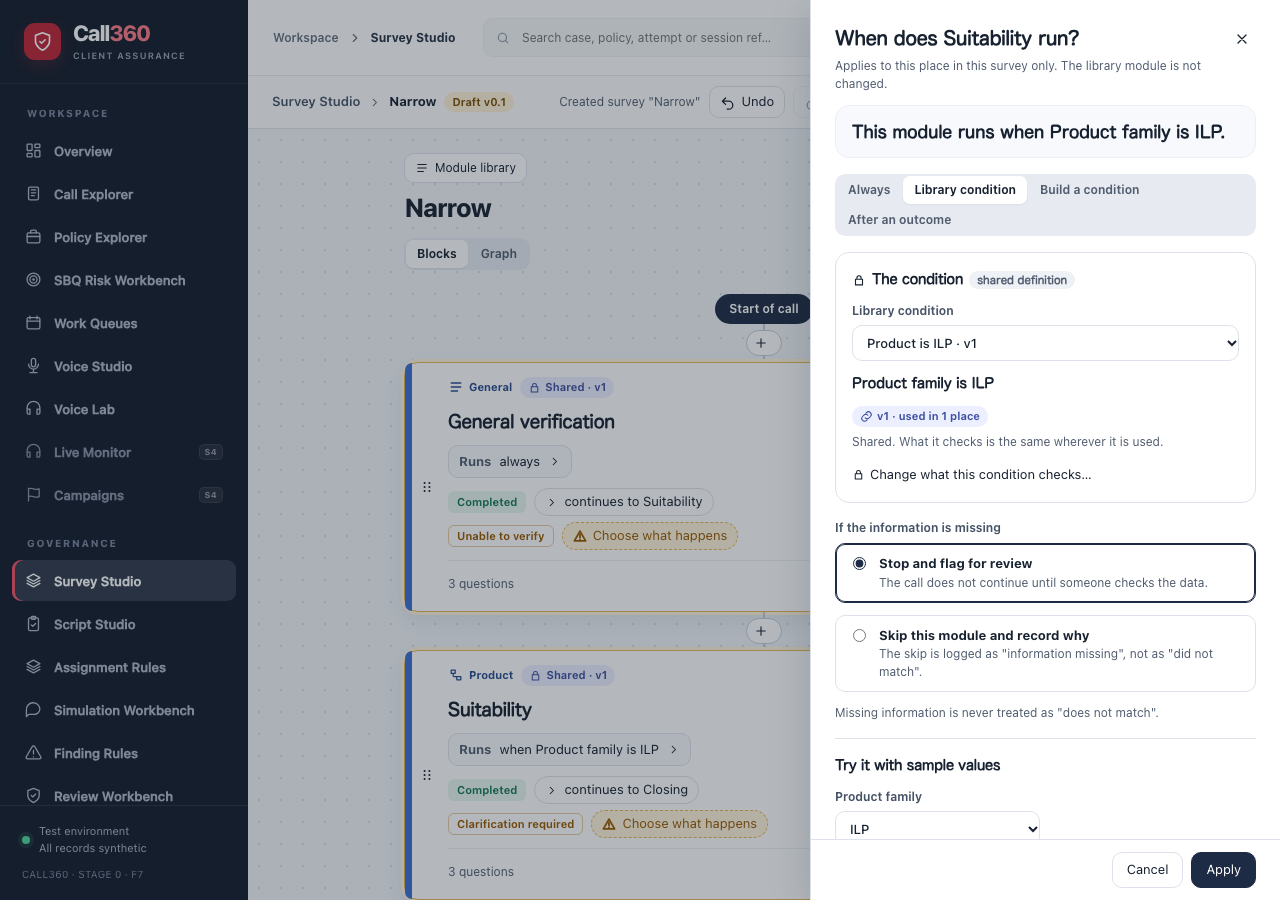 Call360
CLIENT ASSURANCE
WORKSPACE
Overview
Call Explorer
Policy Explorer
SBQ Risk Workbench
Work Queues
Voice Studio
Voice Lab
Live Monitor S4
Campaigns S4
GOVERNANCE
Survey Studio
Script Studio
Assignment Rules
Simulation Workbench
Finding Rules
Review Workbench
Test environment
All records synthetic
CALL360 · STAGE 0 · F7
Workspace > Survey Studio
Search case, policy, attempt or session ref...
Survey Studio > Narrow Draft v0.1
Created survey "Narrow"
Undo
Module library
Narrow
Blocks Graph
Start of call
+
General Shared · v1
General verification
Runs always >
Completed > continues to Suitability
Unable to verify Choose what happens
3 questions
+
Product Shared · v1
Suitability
Runs when Product family is ILP >
Completed > continues to Closing
Clarification required Choose what happens
3 questions
When does Suitability run?
Applies to this place in this survey only. The library module is not
changed.
This module runs when Product family is ILP.
Always Library condition Build a condition
After an outcome
The condition shared definition
Library condition
Product is ILP · v1
Product family is ILP
v1 · used in 1 place
Shared. What it checks is the same wherever it is used.
Change what this condition checks...
If the information is missing
Stop and flag for review
The call does not continue until someone checks the data.
Skip this module and record why
The skip is logged as "information missing", not as "did not
match".
Missing information is never treated as "does not match".
Try it with sample values
Product family
ILP
Cancel Apply